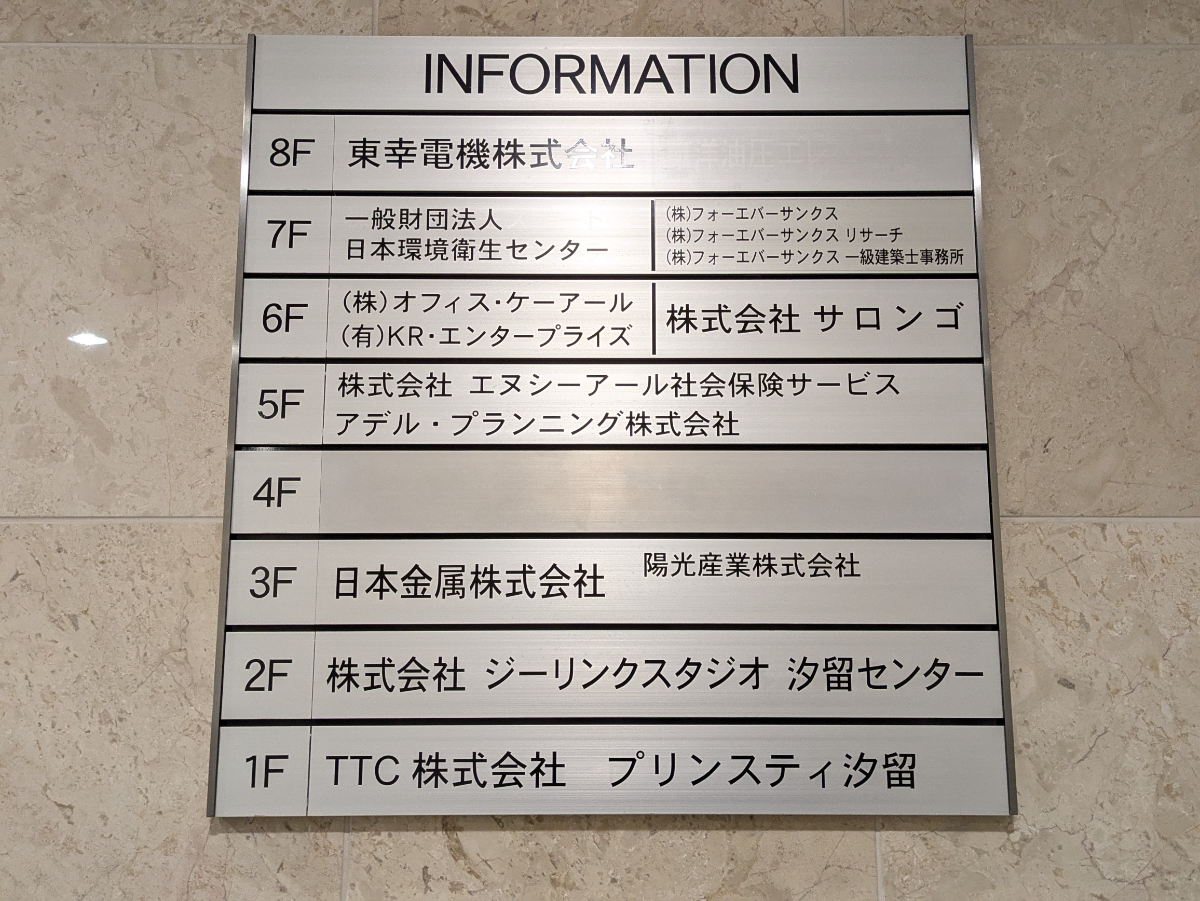 INFORMATION
8F 東幸電機株式会社
7F 一般財団法人
日本環境衛生センター
(株)フォーエバーサンクス
(株)フォーエバーサンクス リサーチ
(株)フォーエバーサンクス 一級建築士事務所
6F (株)オフィス・ケーアール
(有)KR・エンタープライズ
株式会社 サロンゴ
5F 株式会社 エヌシーアール社会保険サービス
アデル・プランニング株式会社
4F
3F 日本金属株式会社 陽光産業株式会社
2F 株式会社 ジーリンクスタジオ 汐留センター
1F TTC 株式会社 プリンスティ汐留